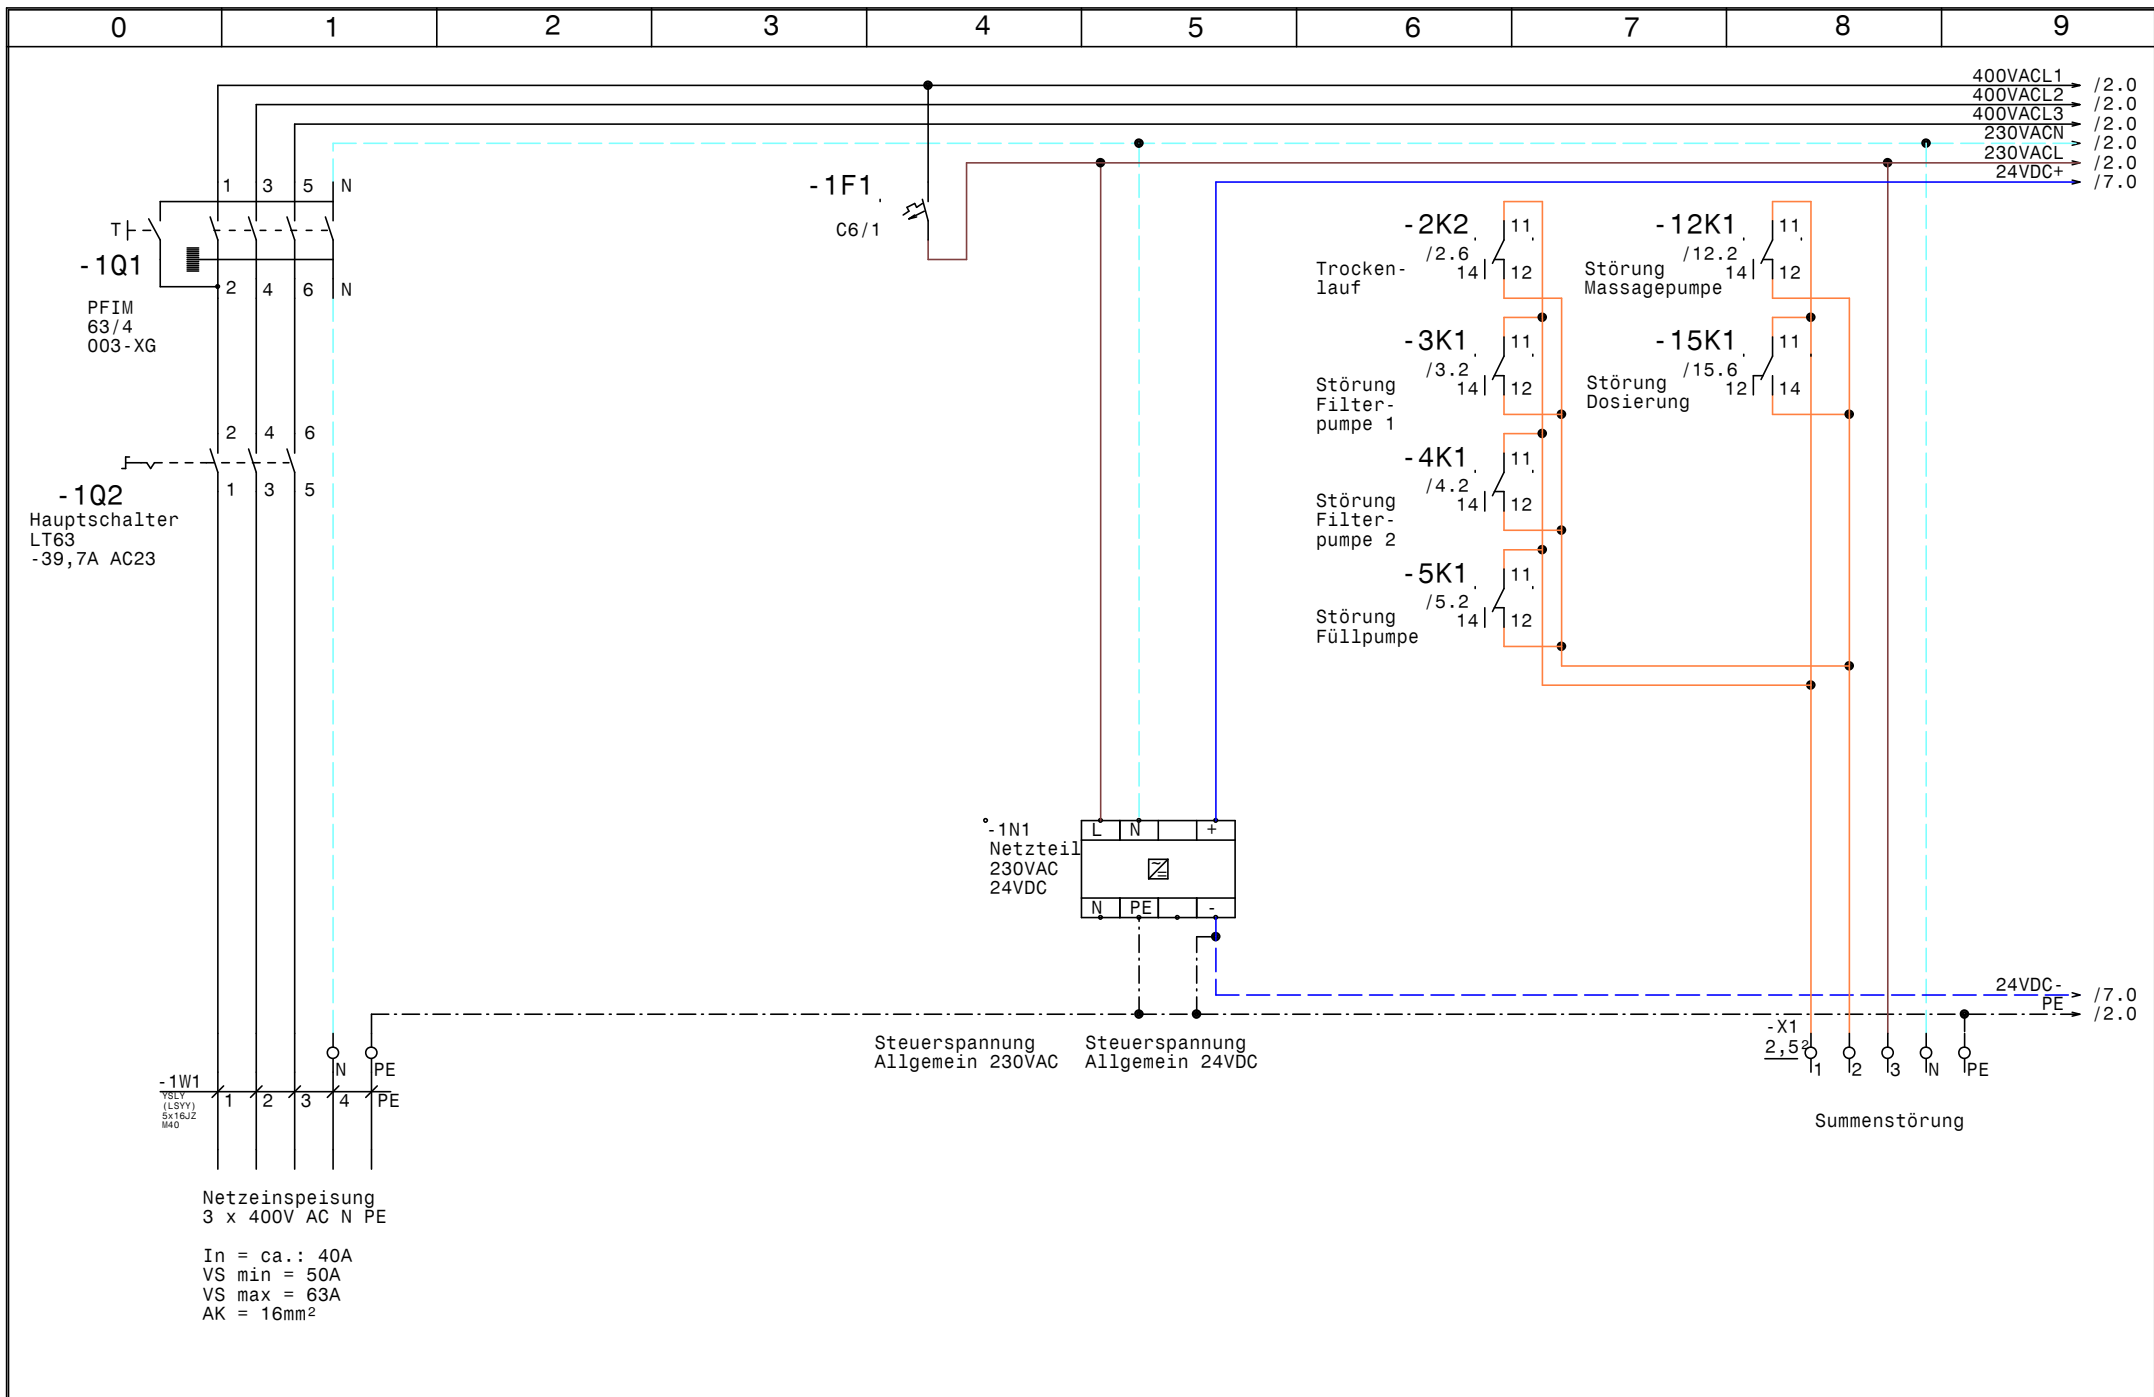 0 1 2 3 4 5 6 7 8 9
400VACL1 /2.0
400VACL2 /2.0
400VACL3 /2.0
230VACN /2.0
230VACL /2.0
24VDC+ /7.0
1 3 5 N
T
-1Q1
2 4 6 N
PFIM
63/4
003-XG
2 4 6
1 3 5
-1Q2
Hauptschalter
LT63
-39,7A AC23
-1F1
C6/1
-2K2 11
/2.6
14 12
Trocken-
lauf
-3K1 11
/3.2
14 12
Störung
Filter-
pumpe 1
-4K1 11
/4.2
14 12
Störung
Filter-
pumpe 2
-5K1 11
/5.2
14 12
Störung
Füllpumpe
-12K1 11
/12.2
14 12
Störung
Massagepumpe
-15K1 11
/15.6
12 14
Störung
Dosierung
-1N1
Netzteil
230VAC
24VDC
L N +
N PE -
24VDC- /7.0
PE /2.0
Steuerspannung
Allgemein 230VAC
Steuerspannung
Allgemein 24VDC
-X1
2,5²
1 2 3 N PE
Summenstörung
N PE
-1W1
YSLY
(LSYY)
5x16JZ
M40
1 2 3 4 PE
Netzeinspeisung
3 x 400V AC N PE
In = ca.: 40A
VS min = 50A
VS max = 63A
AK = 16mm²